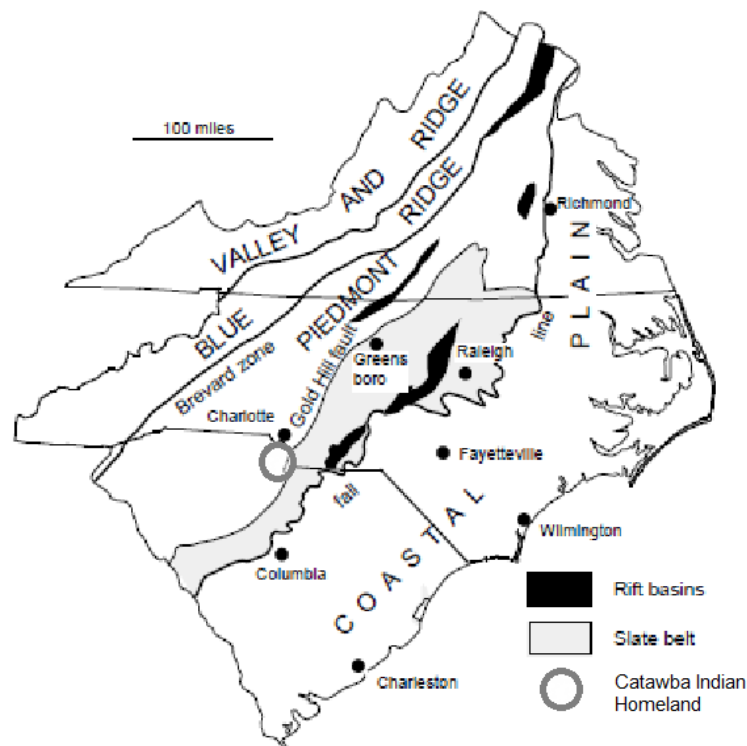 100 miles
VALLEY AND RIDGE
BLUE RIDGE
PIEDMONT
Richmond
PLAIN
line
Brevard zone
Gold Hill fault
Greens
boro
Raleigh
Charlotte
Fayetteville
fall
COASTAL
Wilmington
Columbia
Charleston
Rift basins
Slate belt
Catawba Indian
Homeland